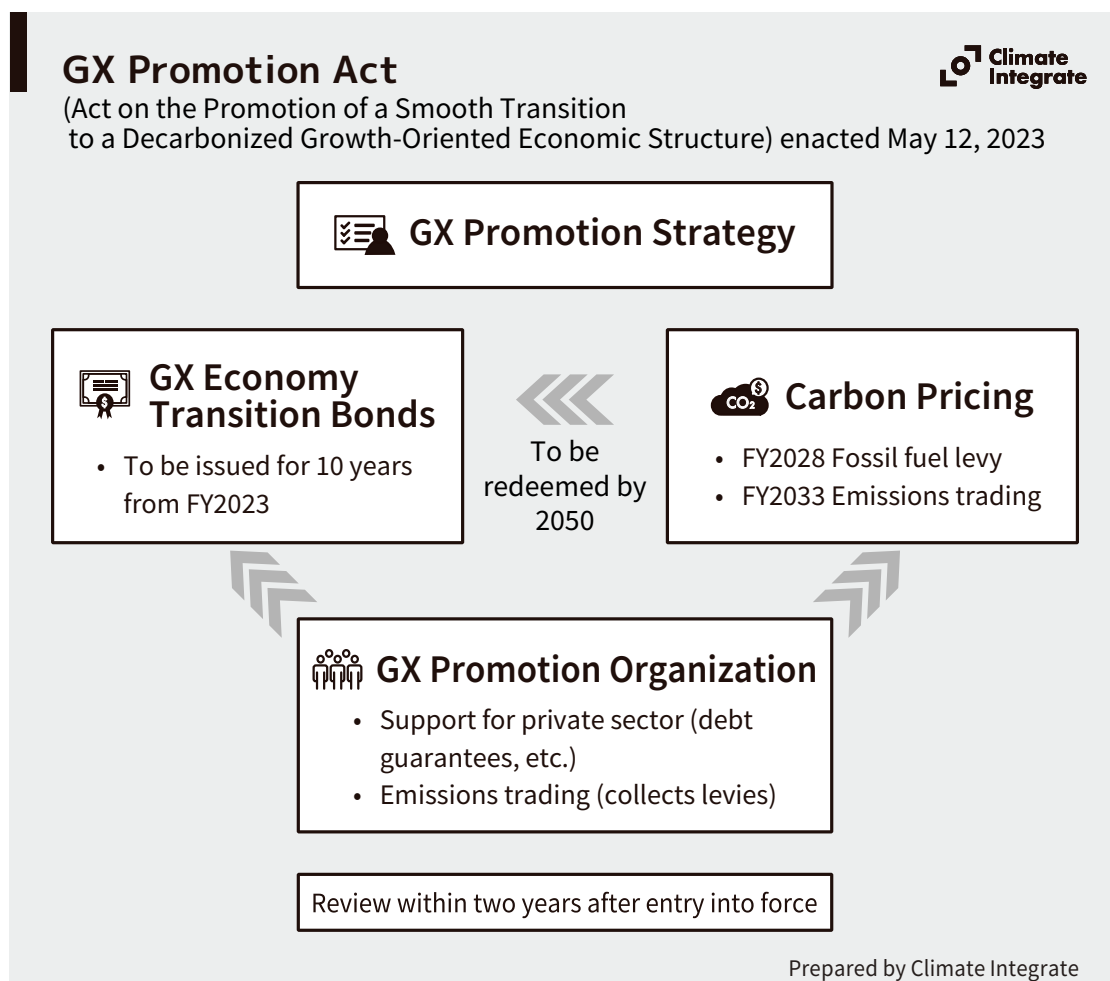 GX Promotion Act
Climate
Integrate
(Act on the Promotion of a Smooth Transition
to a Decarbonized Growth-Oriented Economic Structure) enacted May 12, 2023
GX Promotion Strategy
GX Economy
Transition Bonds
• To be issued for 10 years
from FY2023
To be
redeemed by
2050
CO₂ $
Carbon Pricing
• FY2028 Fossil fuel levy
• FY2033 Emissions trading
GX Promotion Organization
• Support for private sector (debt
guarantees, etc.)
• Emissions trading (collects levies)
Review within two years after entry into force
Prepared by Climate Integrate